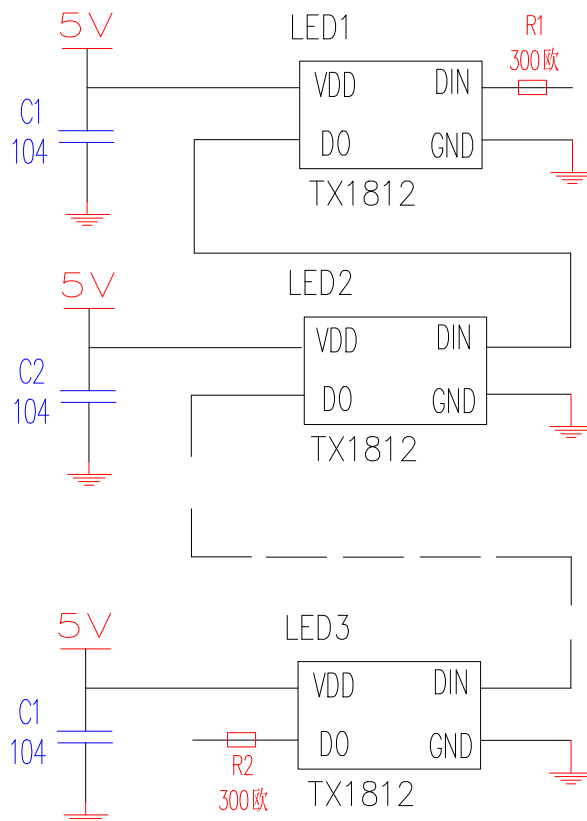 5V
LED1
R1
300欧
VDD
DIN
C1
104
DO
GND
TX1812
5V
LED2
VDD
DIN
C2
104
DO
GND
TX1812
5V
LED3
VDD
DIN
C1
104
DO
GND
R2
300欧
TX1812